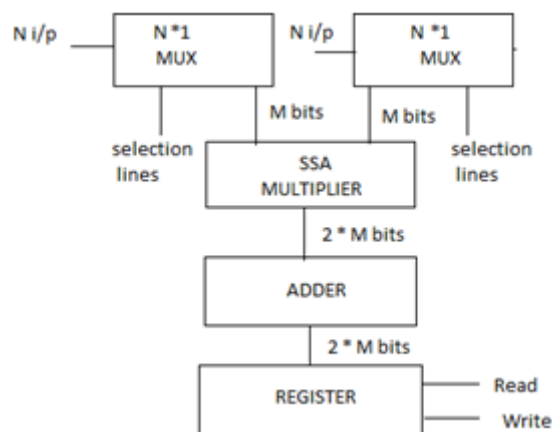 N i/p
N *1
MUX
N i/p
N *1
MUX
M bits
M bits
selection
lines
selection
lines
SSA
MULTIPLIER
2 * M bits
ADDER
2 * M bits
REGISTER
Read
Write